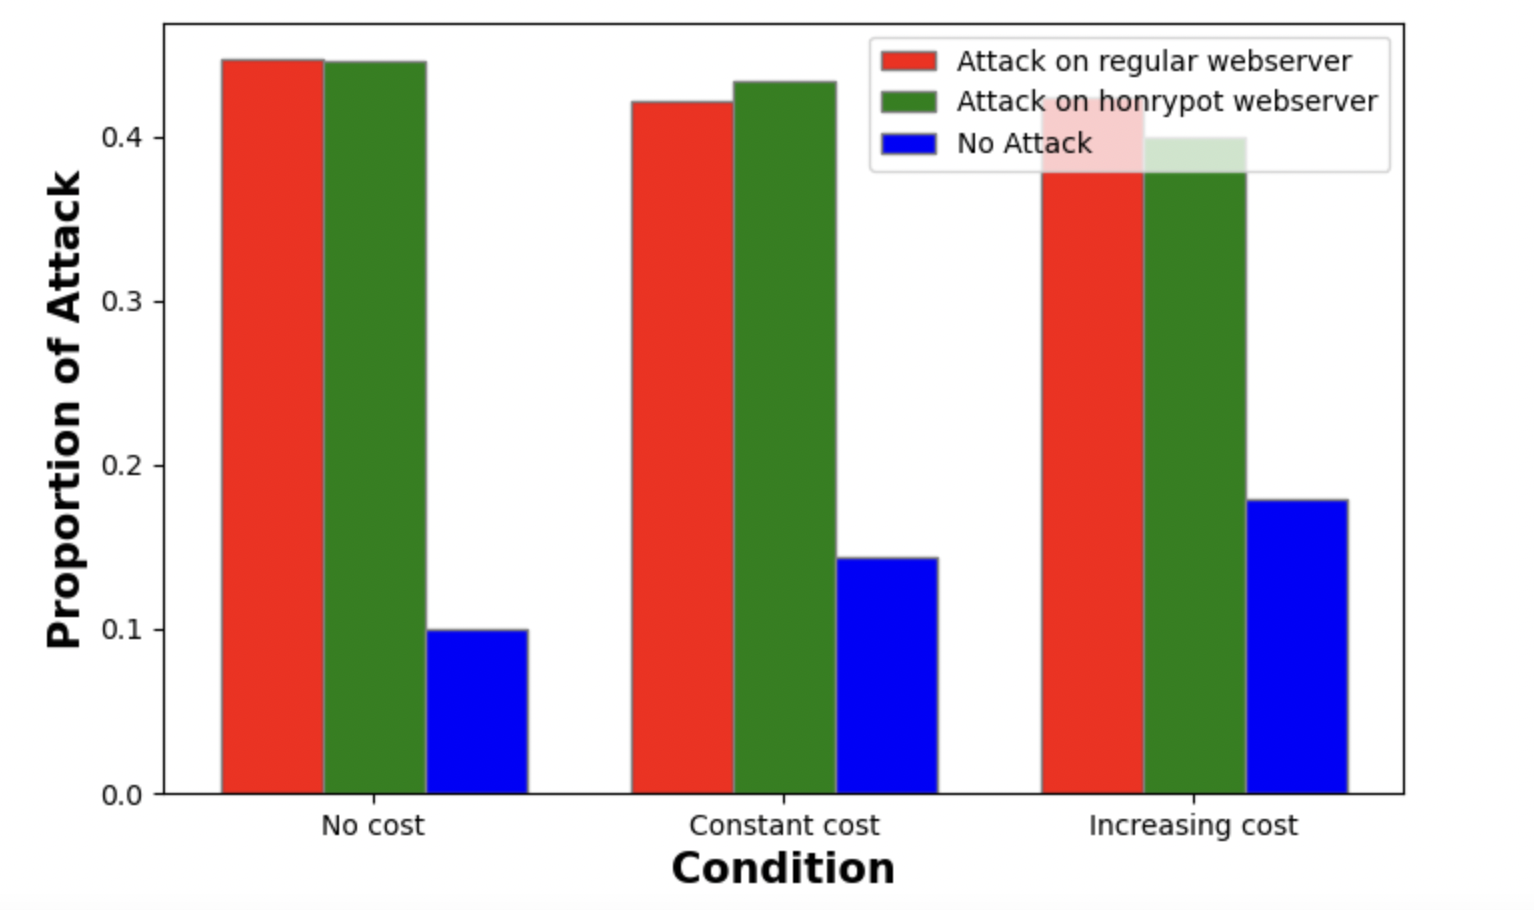 Attack on regular webserver
Attack on honrypot webserver
No Attack
Proportion of Attack
0.4
0.3
0.2
0.1
0.0
No cost
Constant cost
Increasing cost
Condition